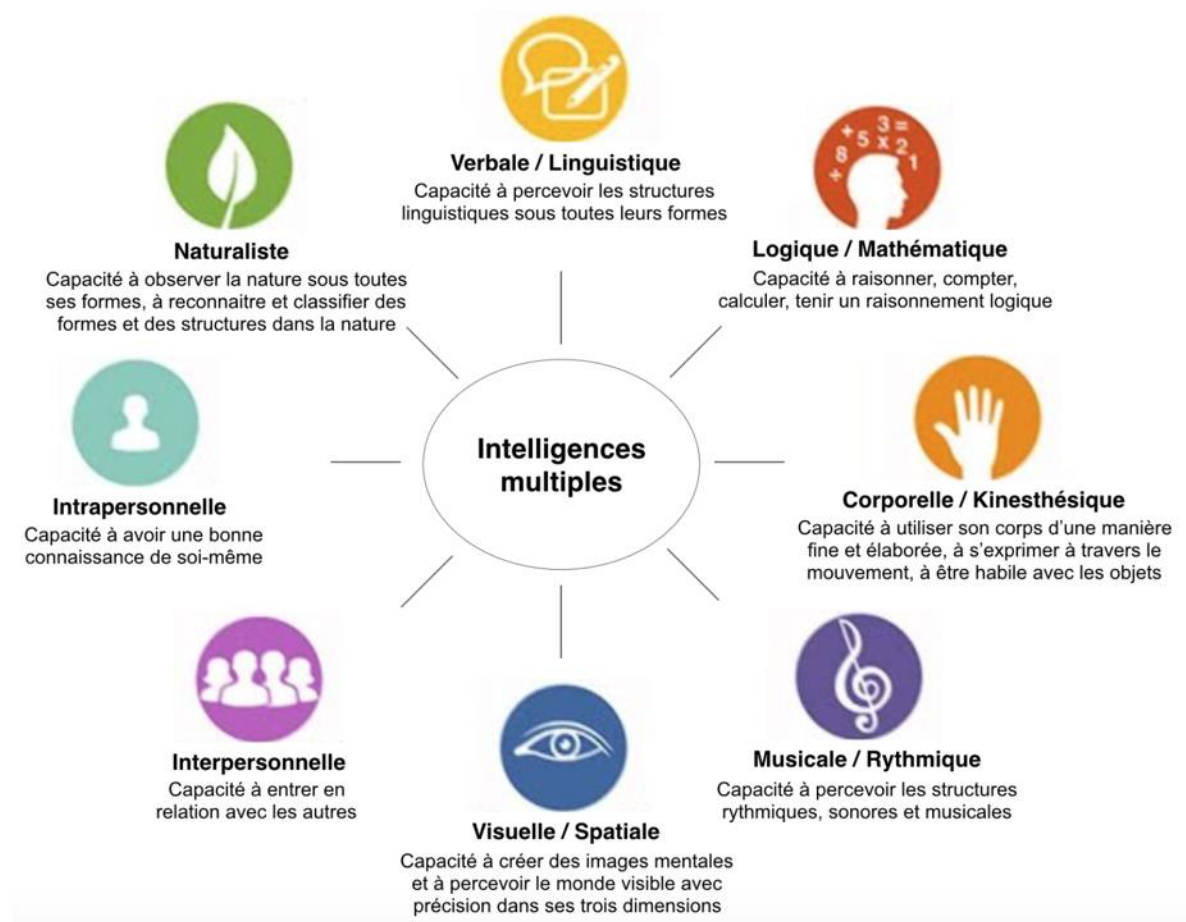 Verbale / Linguistique
Capacité à percevoir les structures
linguistiques sous toutes leurs formes
+ 3 =
8 5 x 2
÷ 1
Logique / Mathématique
Capacité à raisonner, compter,
calculer, tenir un raisonnement logique
Corporelle / Kinesthésique
Capacité à utiliser son corps d’une manière
fine et élaborée, à s’exprimer à travers le
mouvement, à être habile avec les objets
Musicale / Rythmique
Capacité à percevoir les structures
rythmiques, sonores et musicales
Visuelle / Spatiale
Capacité à créer des images mentales
et à percevoir le monde visible avec
précision dans ses trois dimensions
Interpersonnelle
Capacité à entrer en
relation avec les autres
Intrapersonnelle
Capacité à avoir une bonne
connaissance de soi-même
Naturaliste
Capacité à observer la nature sous toutes
ses formes, à reconnaitre et classifier des
formes et des structures dans la nature
Intelligences
multiples